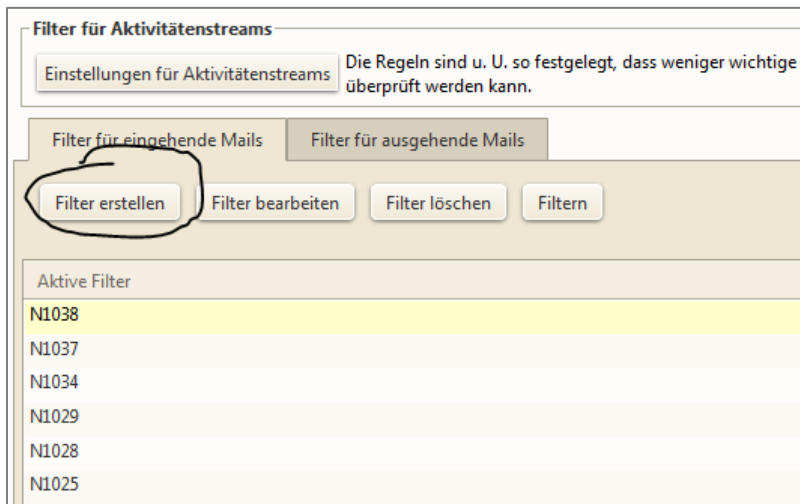 Filter für Aktivitätenstreams
Einstellungen für Aktivitätenstreams
Die Regeln sind u. U. so festgelegt, dass weniger wichtige
überprüft werden kann.
Filter für eingehende Mails
Filter für ausgehende Mails
Filter erstellen
Filter bearbeiten
Filter löschen
Filtern
Aktive Filter
N1038
N1037
N1034
N1029
N1028
N1025